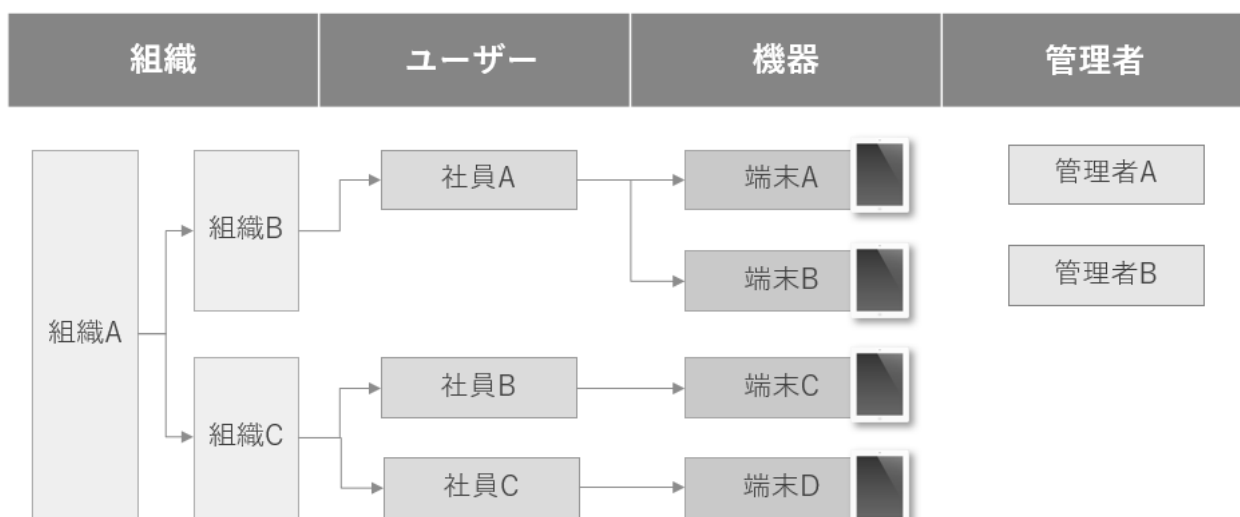 組織
ユーザー
機器
管理者
組織A
組織B
組織C
社員A
社員B
社員C
端末A
端末B
端末C
端末D
管理者A
管理者B